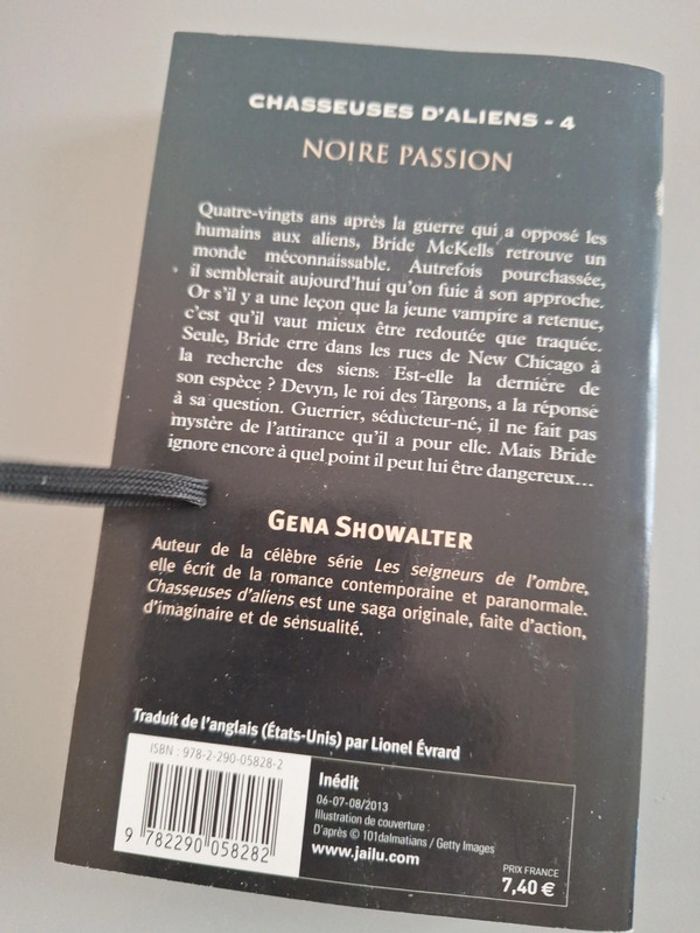 CHASSEUSES D'ALIENS - 4
NOIRE PASSION
Quatre-vingts ans après la guerre qui a opposé les
humains aux aliens, Bride McKells retrouve un
monde méconnaissable. Autrefois pourchassée,
il semblerait aujourd'hui qu'on fuie à son approche.
Or s'il y a une leçon que la jeune vampire a retenue,
c'est qu'il vaut mieux être redoutée que traquée.
Seule, Bride erre dans les rues de New Chicago à
la recherche des siens: Est-elle la dernière de
son espèce ? Devyn, le roi des Targons, a la réponse
à sa question. Guerrier, séducteur-né, il ne fait pas
mystère de l'attirance qu'il a pour elle. Mais Bride
ignore encore à quel point il peut lui être dangereux...
GENA SHOWALTER
Auteur de la célèbre série Les seigneurs de l'ombre,
elle écrit de la romance contemporaine et paranormale.
Chasseuses d'aliens est une saga originale, faite d'action,
d'imaginaire et de sensualité.
Traduit de l'anglais (États-Unis) par Lionel Évrard
ISBN : 978-2-290-05828-2
9 782290 058282
Inédit
06-07-08/2013
Illustration de couverture :
D'après © 101dalmatians / Getty Images
www.jailu.com
PRIX FRANCE
7,40 €